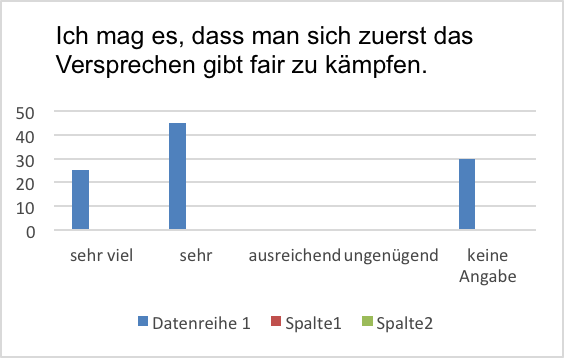 Ich mag es, dass man sich zuerst das
Versprechen gibt fair zu kämpfen.
50
40
30
20
10
0
sehr viel sehr ausreichend ungenügend keine
Angabe
Datenreihe 1 Spalte1 Spalte2